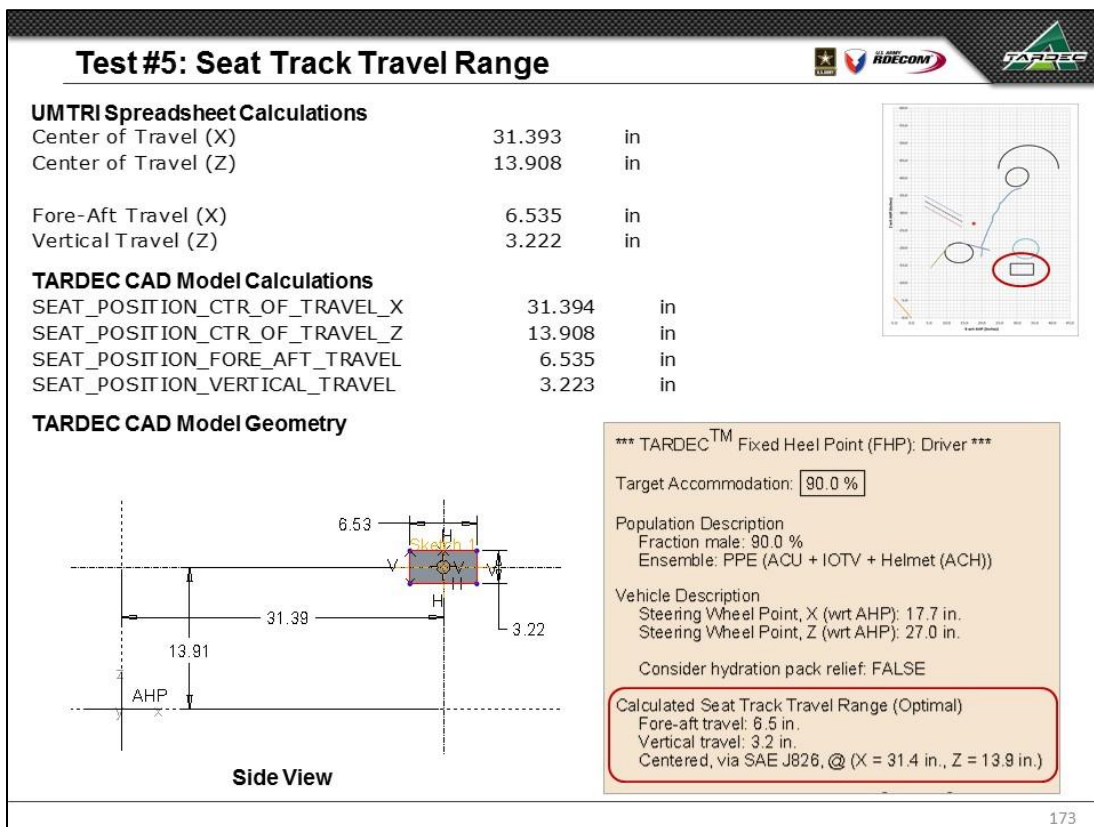 Test #5: Seat Track Travel Range
U.S. ARMY
U.S. ARMY
RDECOM
TARDEC
UMTRI Spreadsheet Calculations
Center of Travel (X) 31.393 in
Center of Travel (Z) 13.908 in
Fore-Aft Travel (X) 6.535 in
Vertical Travel (Z) 3.222 in
TARDEC CAD Model Calculations
SEAT_POSITION_CTR_OF_TRAVEL_X 31.394 in
SEAT_POSITION_CTR_OF_TRAVEL_Z 13.908 in
SEAT_POSITION_FORE_AFT_TRAVEL 6.535 in
SEAT_POSITION_VERTICAL_TRAVEL 3.223 in
TARDEC CAD Model Geometry
6.53
H
Sketch 1
V
V
V
H
H
31.39
3.22
13.91
z
AHP
y x
Side View
*** TARDEC™ Fixed Heel Point (FHP): Driver ***
Target Accommodation: 90.0 %
Population Description
Fraction male: 90.0 %
Ensemble: PPE (ACU + IOTV + Helmet (ACH))
Vehicle Description
Steering Wheel Point, X (wrt AHP): 17.7 in.
Steering Wheel Point, Z (wrt AHP): 27.0 in.
Consider hydration pack relief: FALSE
Calculated Seat Track Travel Range (Optimal)
Fore-aft travel: 6.5 in.
Vertical travel: 3.2 in.
Centered, via SAE J826, @ (X = 31.4 in., Z = 13.9 in.)
173